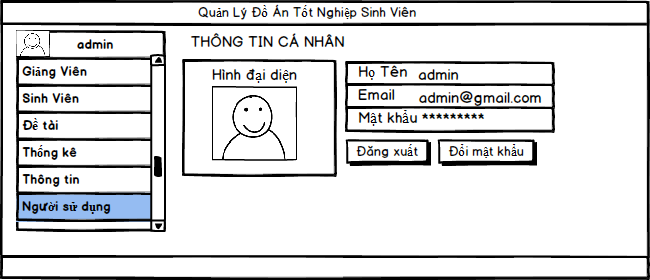 Quản Lý Đồ Án Tốt Nghiệp Sinh Viên
admin
Giảng Viên
Sinh Viên
Đề tài
Thống kê
Thông tin
Người sử dụng
THÔNG TIN CÁ NHÂN
Hình đại diện
Họ Tên admin
Email admin@gmail.com
Mật khẩu *********
Đăng xuất Đổi mật khẩu